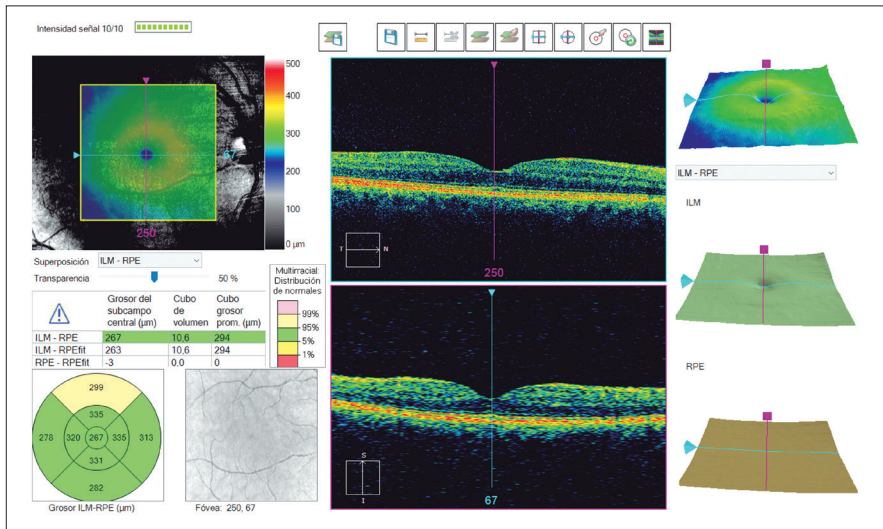 Intensidad señal 10/10
500
400
300
200
100
0 µm
67
250
Superposición ILM - RPE
Transparencia 50 %
Multirracial:
Distribución
de normales
99%
95%
5%
1%
Grosor del
subcampo
central (µm)
Cubo
de
volumen
Cubo
grosor
prom. (µm)
ILM - RPE 267 10,6 294
ILM - RPEfit 263 10,6 294
RPE - RPEfit -3 0,0 0
299
335
278 320 267 335 313
331
282
Grosor ILM-RPE (µm)
Fóvea: 250, 67
T N
250
S
I
67
ILM - RPE
ILM
RPE